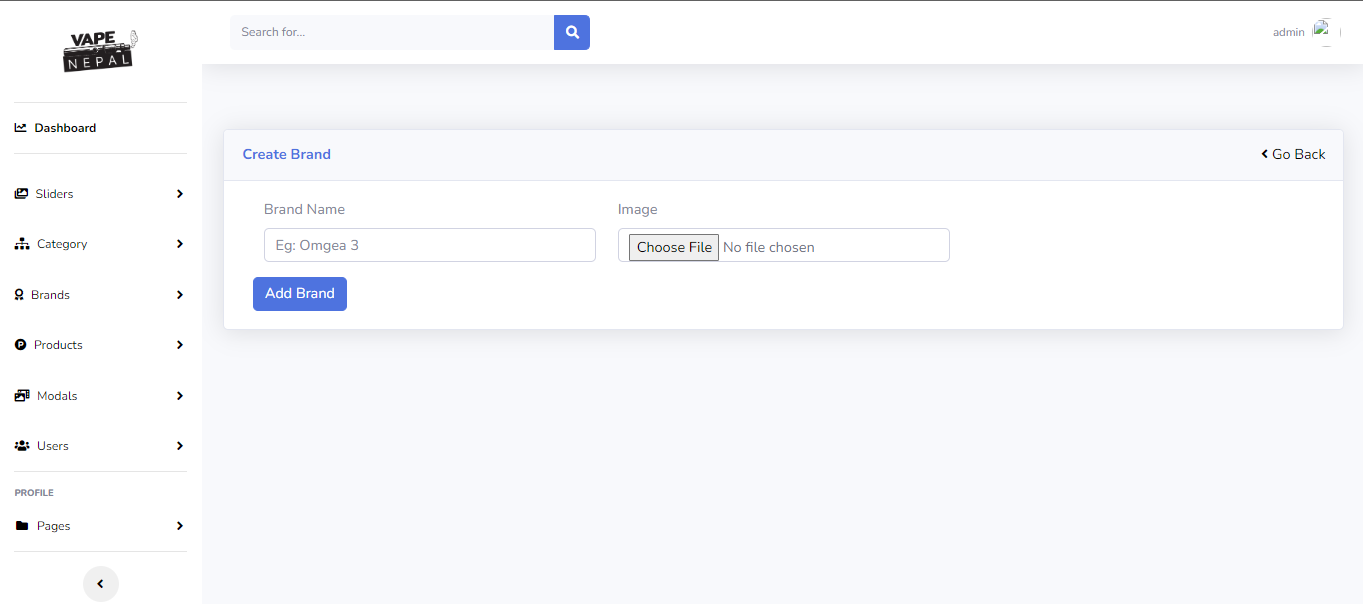 VAPE
NEPAL
Search for...
admin
Dashboard
Create Brand
Go Back
Sliders
Brand Name
Image
Category
Eg: Omgea 3
Choose File No file chosen
Brands
Add Brand
Products
Modals
Users
PROFILE
Pages